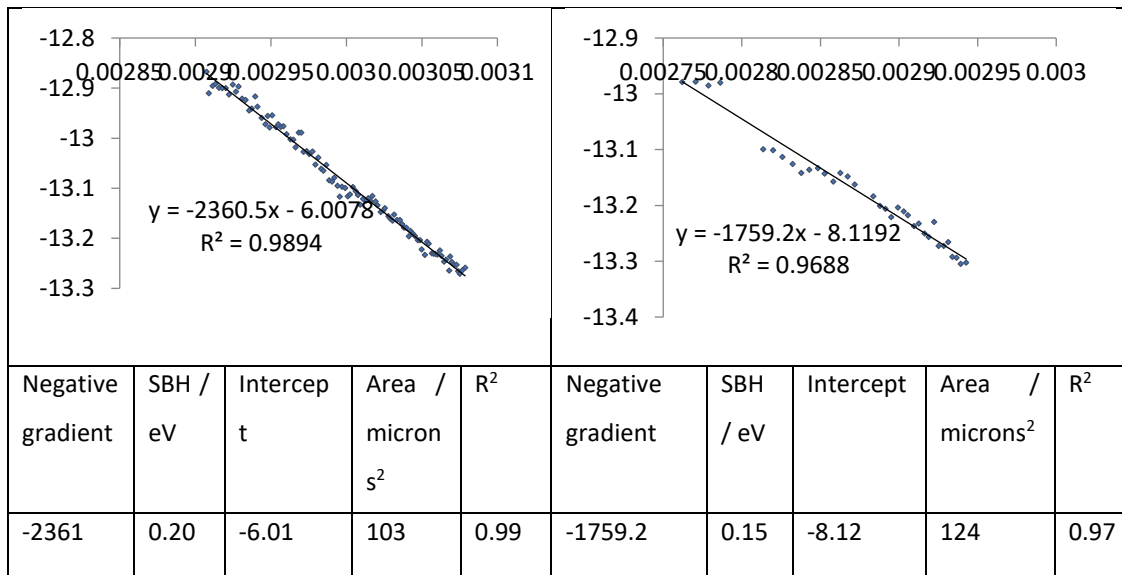 -12.8
0.00285 0.0029 0.00295 0.003 0.00305 0.0031
-12.9
-13
-13.1
y = -2360.5x - 6.0078
R² = 0.9894
-13.2
-13.3
-12.9
0.00275 0.0028 0.00285 0.0029 0.00295 0.003
-13
-13.1
-13.2
y = -1759.2x - 8.1192
R² = 0.9688
-13.3
-13.4
Negative SBH / Intercep Area / R² Negative SBH Intercept Area / R²
gradient eV t micron gradient / eV microns²
s²
-2361 0.20 -6.01 103 0.99 -1759.2 0.15 -8.12 124 0.97